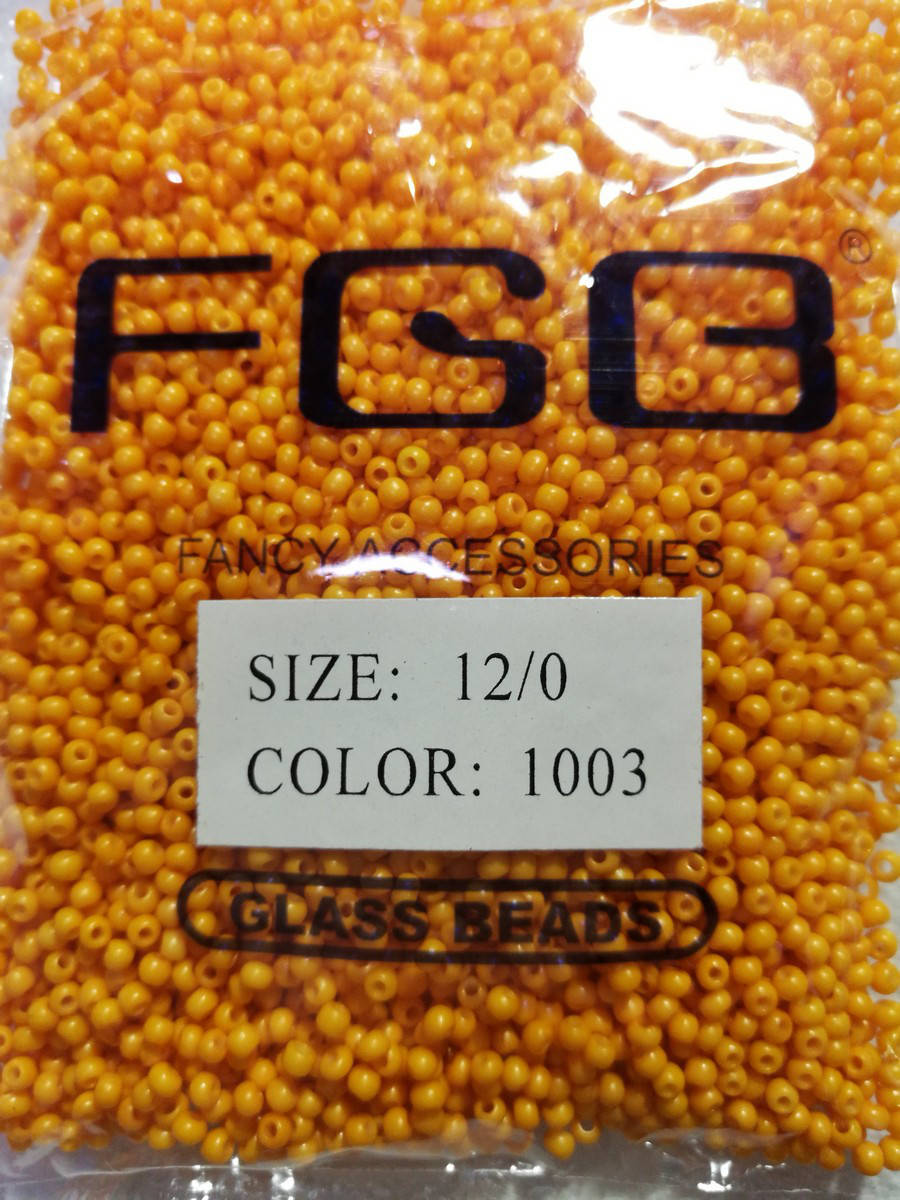 FGB®
FANCY ACCESSORIES
SIZE: 12/0
COLOR: 1003
GLASS BEADS